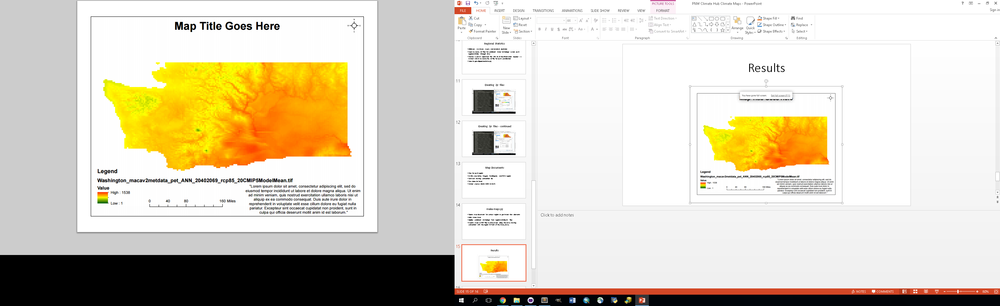 Map Title Goes Here
N
W
E
S
Legend
Washington_macav2metdata_pet_ANN_20402069_rcp85_20CMIP5ModelMean.tif
Value
High : 1538
Low : 1
0 40 80 160 Miles
"Lorem ipsum dolor sit amet, consectetur adipiscing elit, sed do
eiusmod tempor incididunt ut labore et dolore magna aliqua. Ut enim
ad minim veniam, quis nostrud exercitation ullamco laboris nisi ut
aliquip ex ea commodo consequat. Duis aute irure dolor in
reprehenderit in voluptate velit esse cillum dolore eu fugiat nulla
pariatur. Excepteur sint occaecat cupidatat non proident, sunt in
culpa qui officia deserunt mollit anim id est laborum."
PICTURE TOOLS
PNW Climate Hub Climate Maps - PowerPoint
Sign in
FILE HOME INSERT DESIGN TRANSITIONS ANIMATIONS SLIDE SHOW REVIEW VIEW FORMAT
Paste
Cut
Copy
Format Painter
Clipboard
New
Slide
Layout
Reset
Section
Slides
44
B I U S abc AV Aa A
Font
Text Direction
Align Text
Convert to SmartArt
Paragraph
Arrange
Quick
Styles
Shape Fill
Shape Outline
Shape Effects
Drawing
Find
Replace
Select
Editing
Regional Statistics
11
Creating .lyr files
12
Creating .lyr files - continued
13
Map Documents
14
make-maps.py
15
Results
16
Results
You have gone full screen. Exit full screen (F11)
Map Title Goes Here
Legend
Washington_macav2metdata_pet_ANN_20402069_rcp85_20CMIP5ModelMean.tif
Value
High : 1538
Low : 1
0 40 80 160 Miles
"Lorem ipsum dolor sit amet, consectetur adipiscing elit, sed do
eiusmod tempor incididunt ut labore et dolore magna aliqua. Ut enim
ad minim veniam, quis nostrud exercitation ullamco laboris nisi ut
aliquip ex ea commodo consequat. Duis aute irure dolor in
reprehenderit in voluptate velit esse cillum dolore eu fugiat nulla
pariatur. Excepteur sint occaecat cupidatat non proident, sunt in
culpa qui officia deserunt mollit anim id est laborum."
Click to add notes
SLIDE 15 OF 16
NOTES
COMMENTS
80%